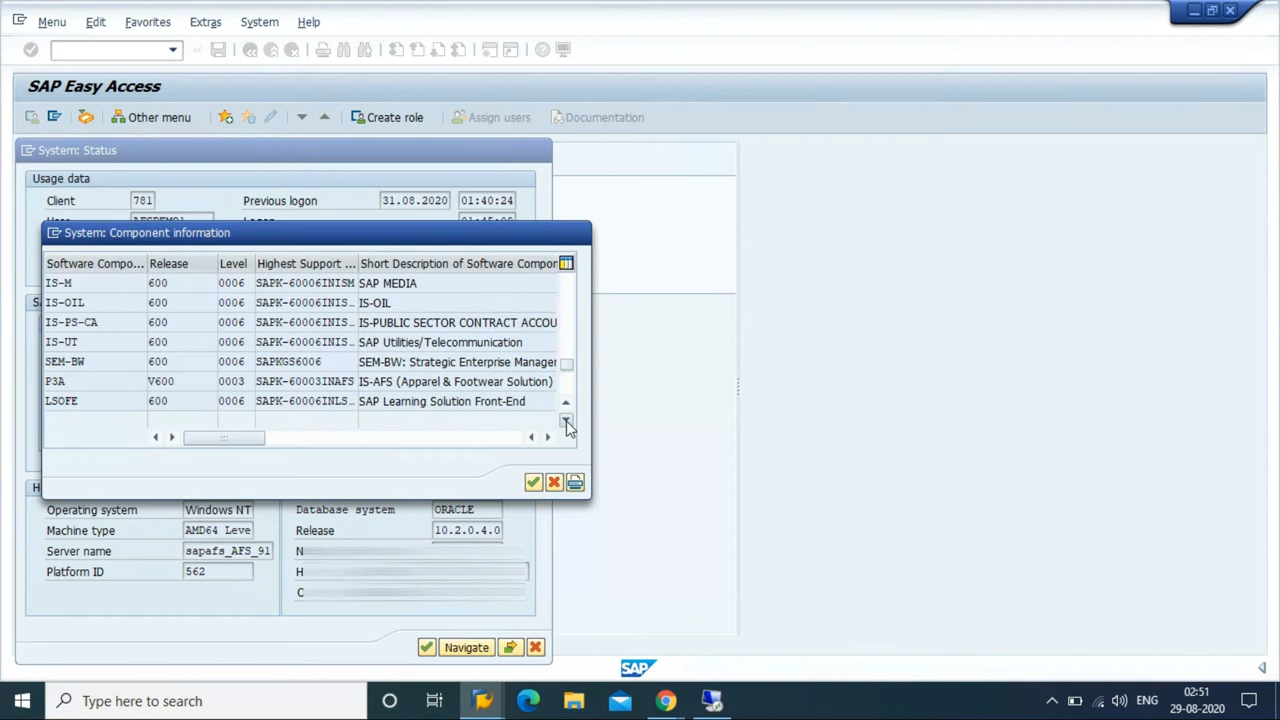 Menu Edit Favorites Extras System Help
SAP Easy Access
Other menu Create role Assign users Documentation
System: Status
Usage data
Client 781 Previous logon 31.08.2020 01:40:24
System: Component information
Software Compo... Release Level Highest Support ... Short Description of Software Compor
IS-M 600 0006 SAPK-60006INISM SAP MEDIA
IS-OIL 600 0006 SAPK-60006INIS... IS-OIL
IS-PS-CA 600 0006 SAPK-60006INIS... IS-PUBLIC SECTOR CONTRACT ACCOU
IS-UT 600 0006 SAPK-60006INIS... SAP Utilities/Telecommunication
SEM-BW 600 0006 SAPKGS6006 SEM-BW: Strategic Enterprise Manager
P3A V600 0003 SAPK-60003INAFS IS-AFS (Apparel & Footwear Solution)
LSOFE 600 0006 SAPK-60006INLS... SAP Learning Solution Front-End
Operating system Windows NT Database system ORACLE
Machine type AMD64 Leve Release 10.2.0.4.0
Server name sapafs_AFS_91 N
Platform ID 562 H
C
Navigate
SAP
Type here to search
ENG
02:51
29-08-2020